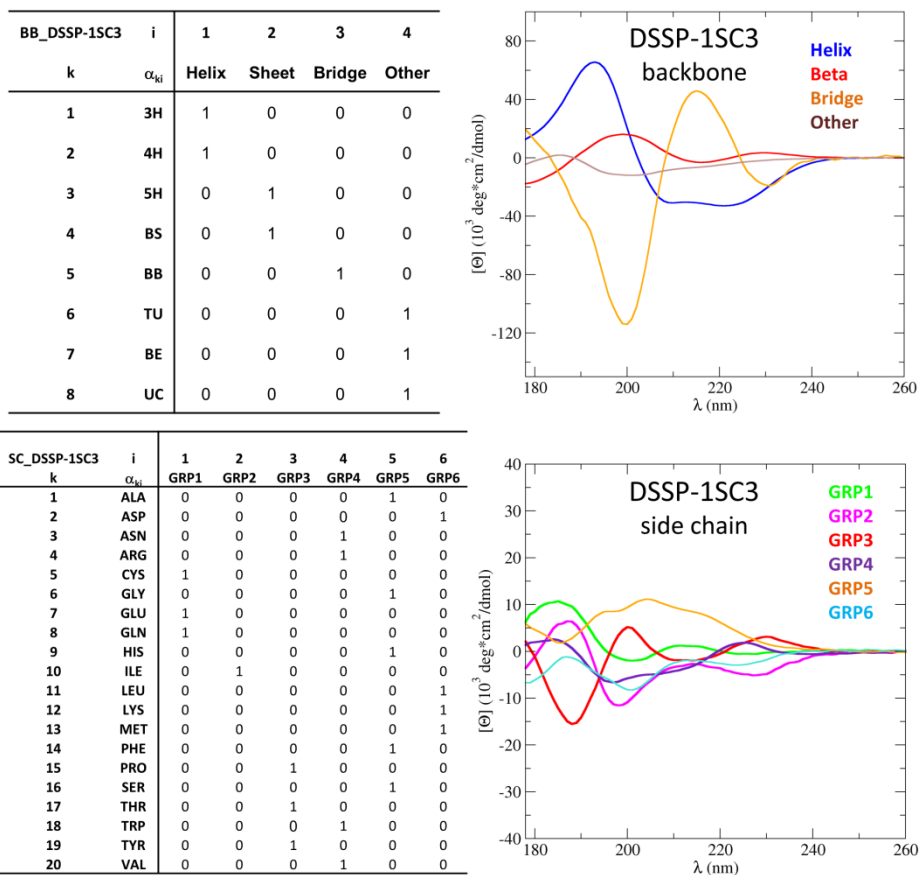 BB_DSSP-1SC3 i 1 2 3 4
k αki Helix Sheet Bridge Other
1 3H 1 0 0 0
2 4H 1 0 0 0
3 5H 0 1 0 0
4 BS 0 1 0 0
5 BB 0 0 1 0
6 TU 0 0 0 1
7 BE 0 0 0 1
8 UC 0 0 0 1
DSSP-1SC3
backbone
Helix
Beta
Bridge
Other
80
40
0
-40
-80
-120
[Θ] (10³ deg*cm²/dmol)
180 200 220 240 260
λ (nm)
SC_DSSP-1SC3 i 1 2 3 4 5 6
k αki GRP1 GRP2 GRP3 GRP4 GRP5 GRP6
1 ALA 0 0 0 0 1 0
2 ASP 0 0 0 0 0 1
3 ASN 0 0 0 1 0 0
4 ARG 0 0 0 1 0 0
5 CYS 1 0 0 0 0 0
6 GLY 0 0 0 0 1 0
7 GLU 1 0 0 0 0 0
8 GLN 1 0 0 0 0 0
9 HIS 0 0 0 0 1 0
10 ILE 0 1 0 0 0 0
11 LEU 0 0 0 0 0 1
12 LYS 0 0 0 0 0 1
13 MET 0 0 0 0 0 1
14 PHE 0 0 0 0 1 0
15 PRO 0 0 1 0 0 0
16 SER 0 0 0 0 1 0
17 THR 0 0 1 0 0 0
18 TRP 0 0 0 1 0 0
19 TYR 0 0 1 0 0 0
20 VAL 0 0 0 1 0 0
DSSP-1SC3
side chain
GRP1
GRP2
GRP3
GRP4
GRP5
GRP6
40
30
20
10
0
-10
-20
-30
-40
[Θ] (10³ deg*cm²/dmol)
180 200 220 240 260
λ (nm)